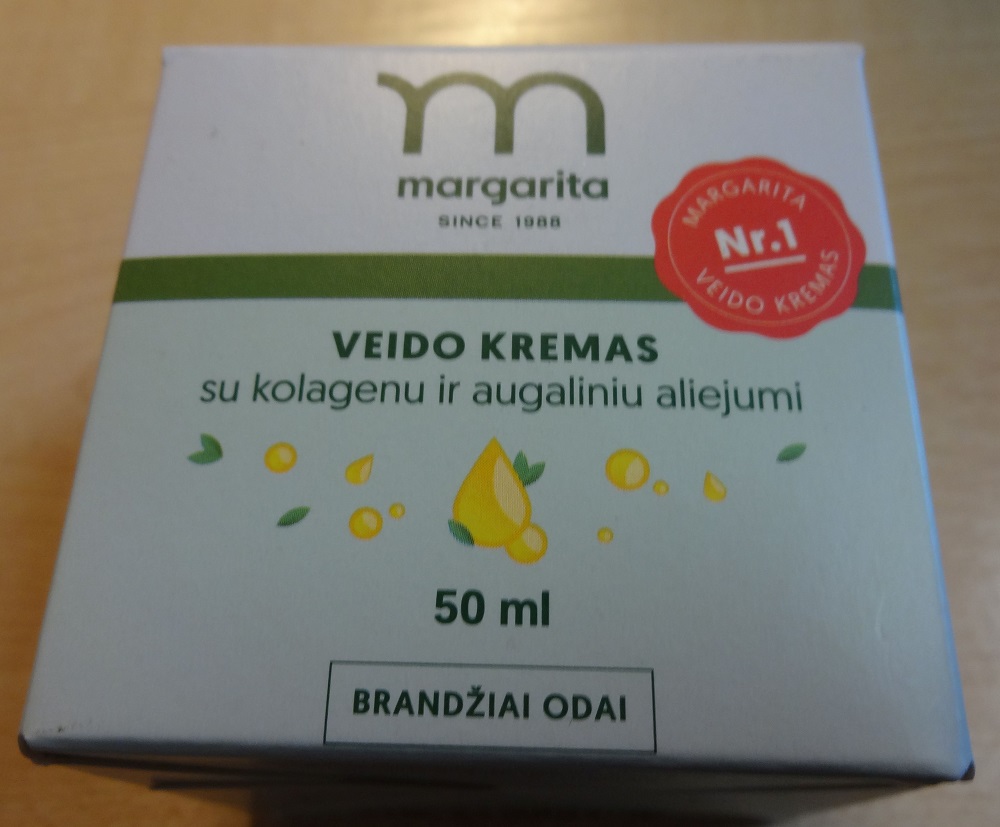 m
margarita
SINCE 1988
MARGARITA
Nr.1
VEIDO KREMAS
VEIDO KREMAS
su kolagenu ir augaliniu aliejumi
50 ml
BRANDŽIAI ODAI